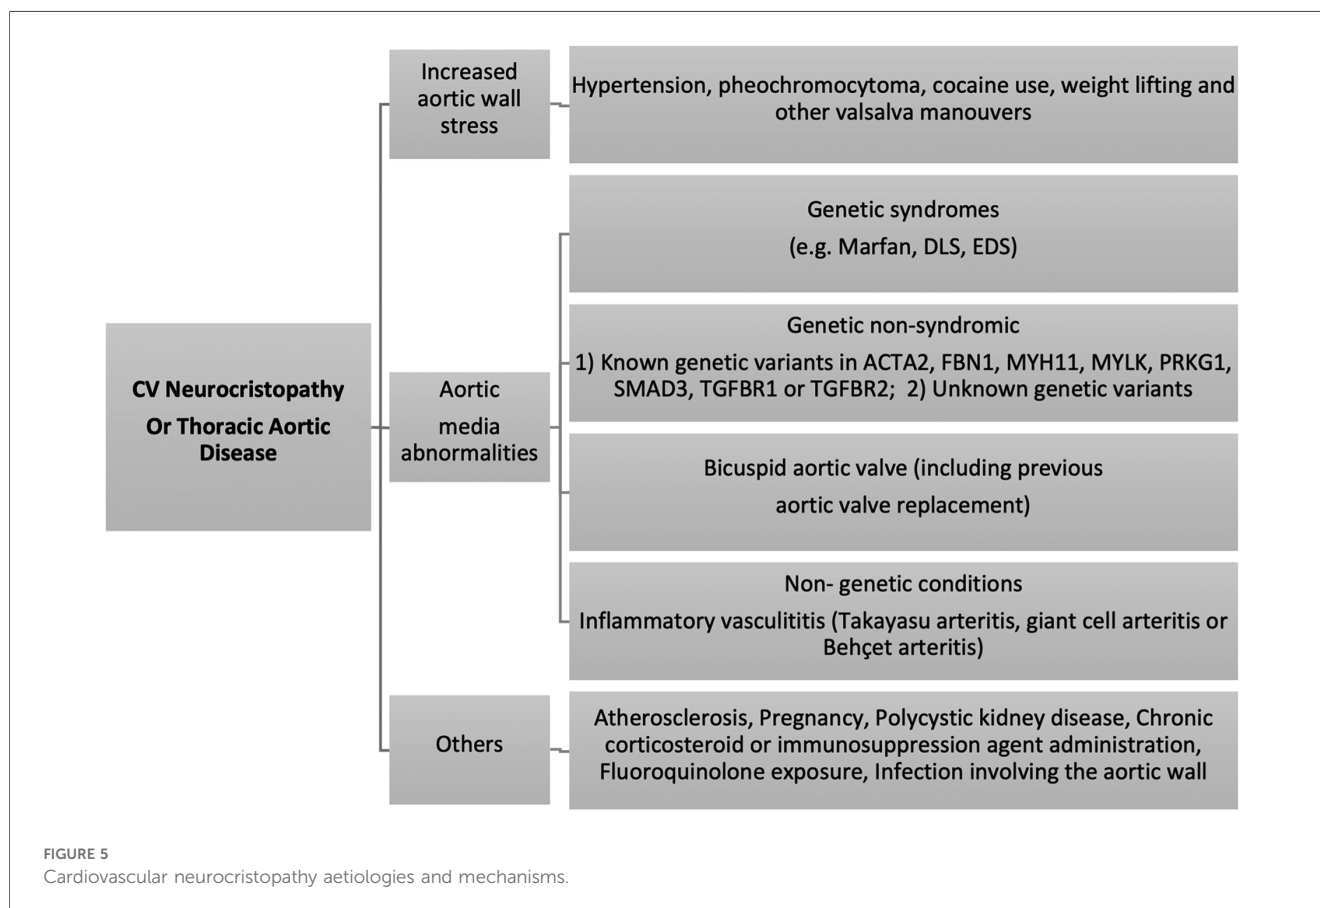 CV Neurocristopathy
Or Thoracic Aortic
Disease
Increased
aortic wall
stress
Hypertension, pheochromocytoma, cocaine use, weight lifting and
other valsalva manouvers
Aortic
media
abnormalities
Genetic syndromes
(e.g. Marfan, DLS, EDS)
Genetic non-syndromic
1) Known genetic variants in ACTA2, FBN1, MYH11, MYLK, PRKG1,
SMAD3, TGFBR1 or TGFBR2; 2) Unknown genetic variants
Bicuspid aortic valve (including previous
aortic valve replacement)
Non- genetic conditions
Inflammatory vasculititis (Takayasu arteritis, giant cell arteritis or
Behçet arteritis)
Others
Atherosclerosis, Pregnancy, Polycystic kidney disease, Chronic
corticosteroid or immunosuppression agent administration,
Fluoroquinolone exposure, Infection involving the aortic wall
FIGURE 5
Cardiovascular neurocristopathy aetiologies and mechanisms.